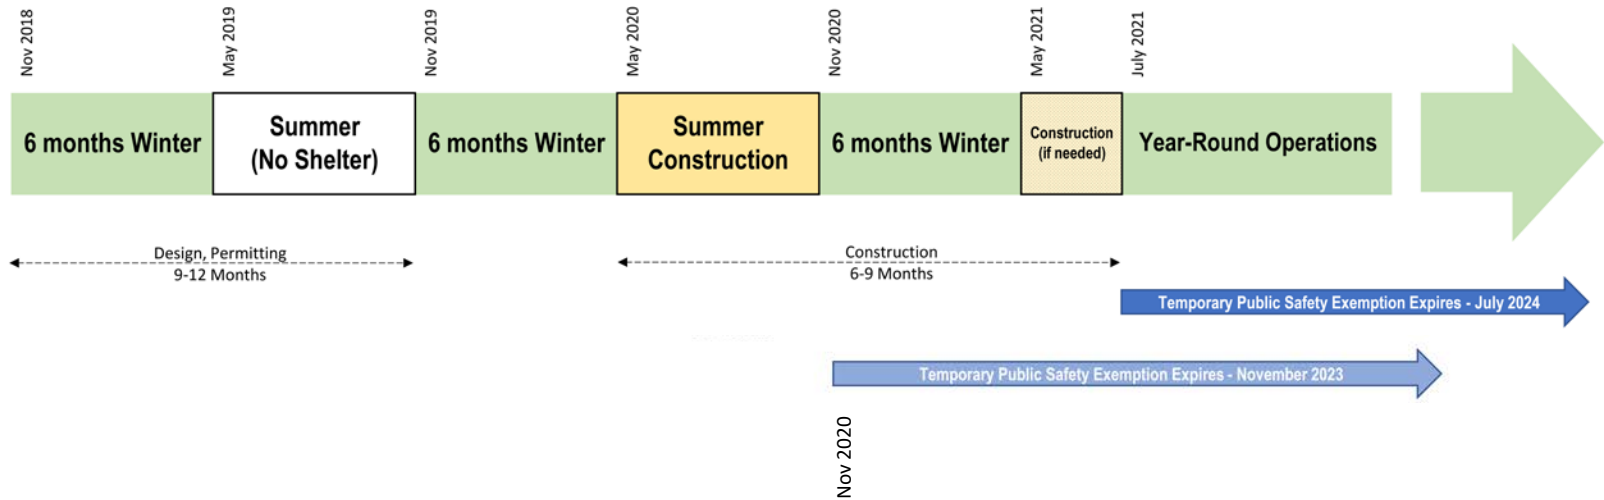 Nov 2018
May 2019
Nov 2019
May 2020
Nov 2020
May 2021
July 2021
6 months Winter
Summer
(No Shelter)
6 months Winter
Summer
Construction
6 months Winter
Construction
(if needed)
Year-Round Operations
Design, Permitting
9-12 Months
Construction
6-9 Months
Temporary Public Safety Exemption Expires - July 2024
Temporary Public Safety Exemption Expires - November 2023
Nov 2020